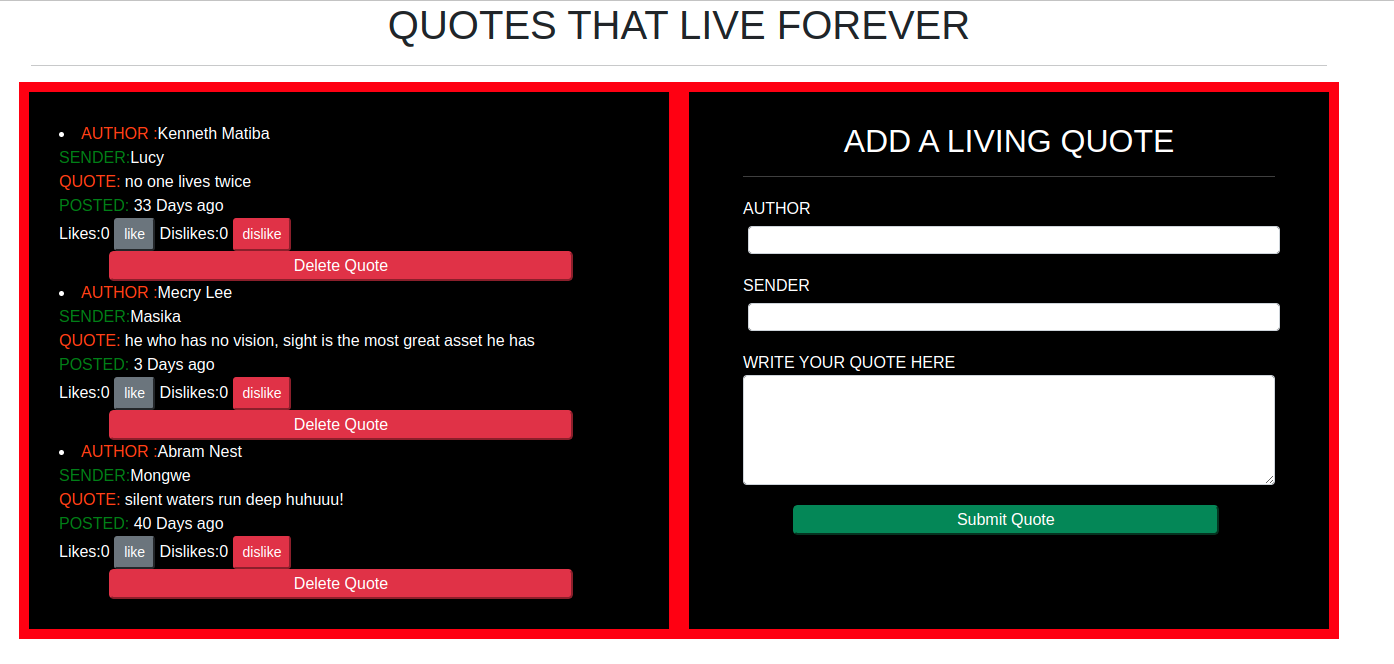 QUOTES THAT LIVE FOREVER
AUTHOR :Kenneth Matiba
SENDER:Lucy
QUOTE: no one lives twice
POSTED: 33 Days ago
Likes:0 like Dislikes:0 dislike
Delete Quote
AUTHOR :Mecry Lee
SENDER:Masika
QUOTE: he who has no vision, sight is the most great asset he has
POSTED: 3 Days ago
Likes:0 like Dislikes:0 dislike
Delete Quote
AUTHOR :Abram Nest
SENDER:Mongwe
QUOTE: silent waters run deep huhuuu!
POSTED: 40 Days ago
Likes:0 like Dislikes:0 dislike
Delete Quote
ADD A LIVING QUOTE
AUTHOR
SENDER
WRITE YOUR QUOTE HERE
Submit Quote